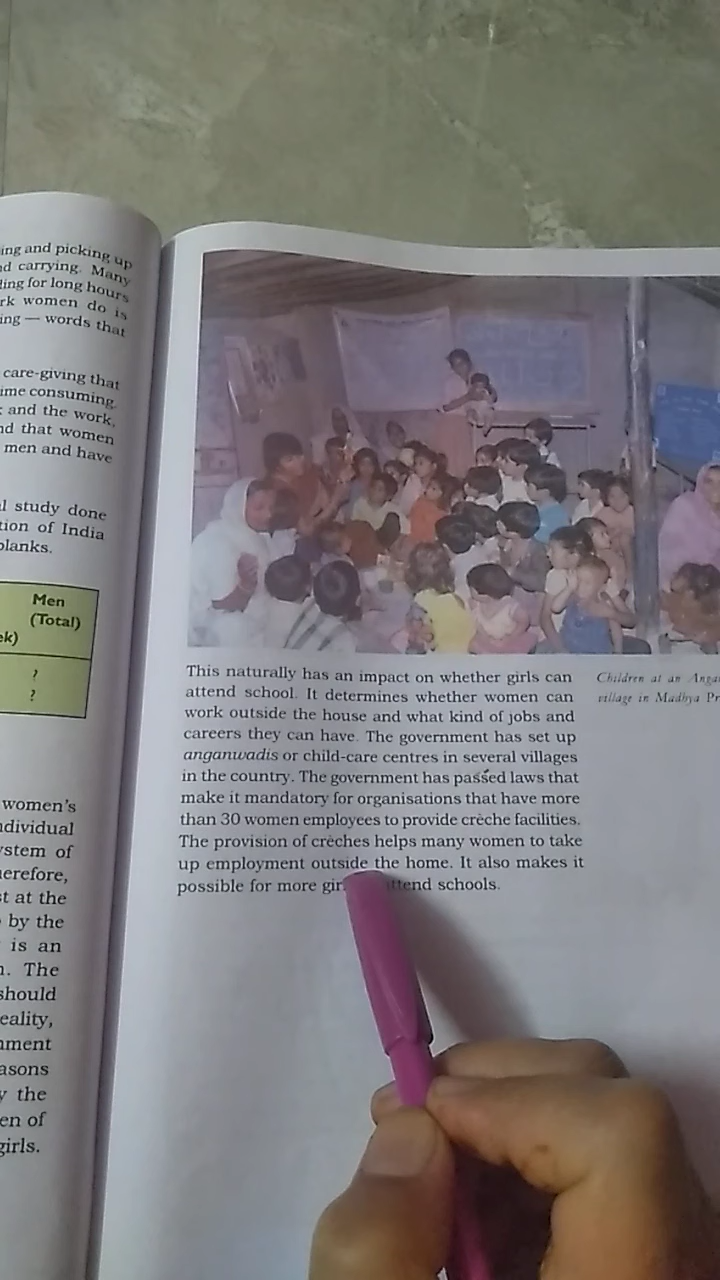 ing and picking up
d carrying. Many
ling for long hours
rk women do is
ing — words that
care-giving that
ime consuming.
and the work,
nd that women
men and have
l study done
tion of India
blanks.
Men
(Total)
ek)
?
?
women's
dividual
ystem of
herefore,
st at the
by the
is an
n. The
should
eality,
nment
asons
y the
en of
girls.
This naturally has an impact on whether girls can
attend school. It determines whether women can
work outside the house and what kind of jobs and
careers they can have. The government has set up
anganwadis or child-care centres in several villages
in the country. The government has passed laws that
make it mandatory for organisations that have more
than 30 women employees to provide crèche facilities.
The provision of crèches helps many women to take
up employment outside the home. It also makes it
possible for more gir ttend schools.
Children at an Anga
village in Madhya Pr